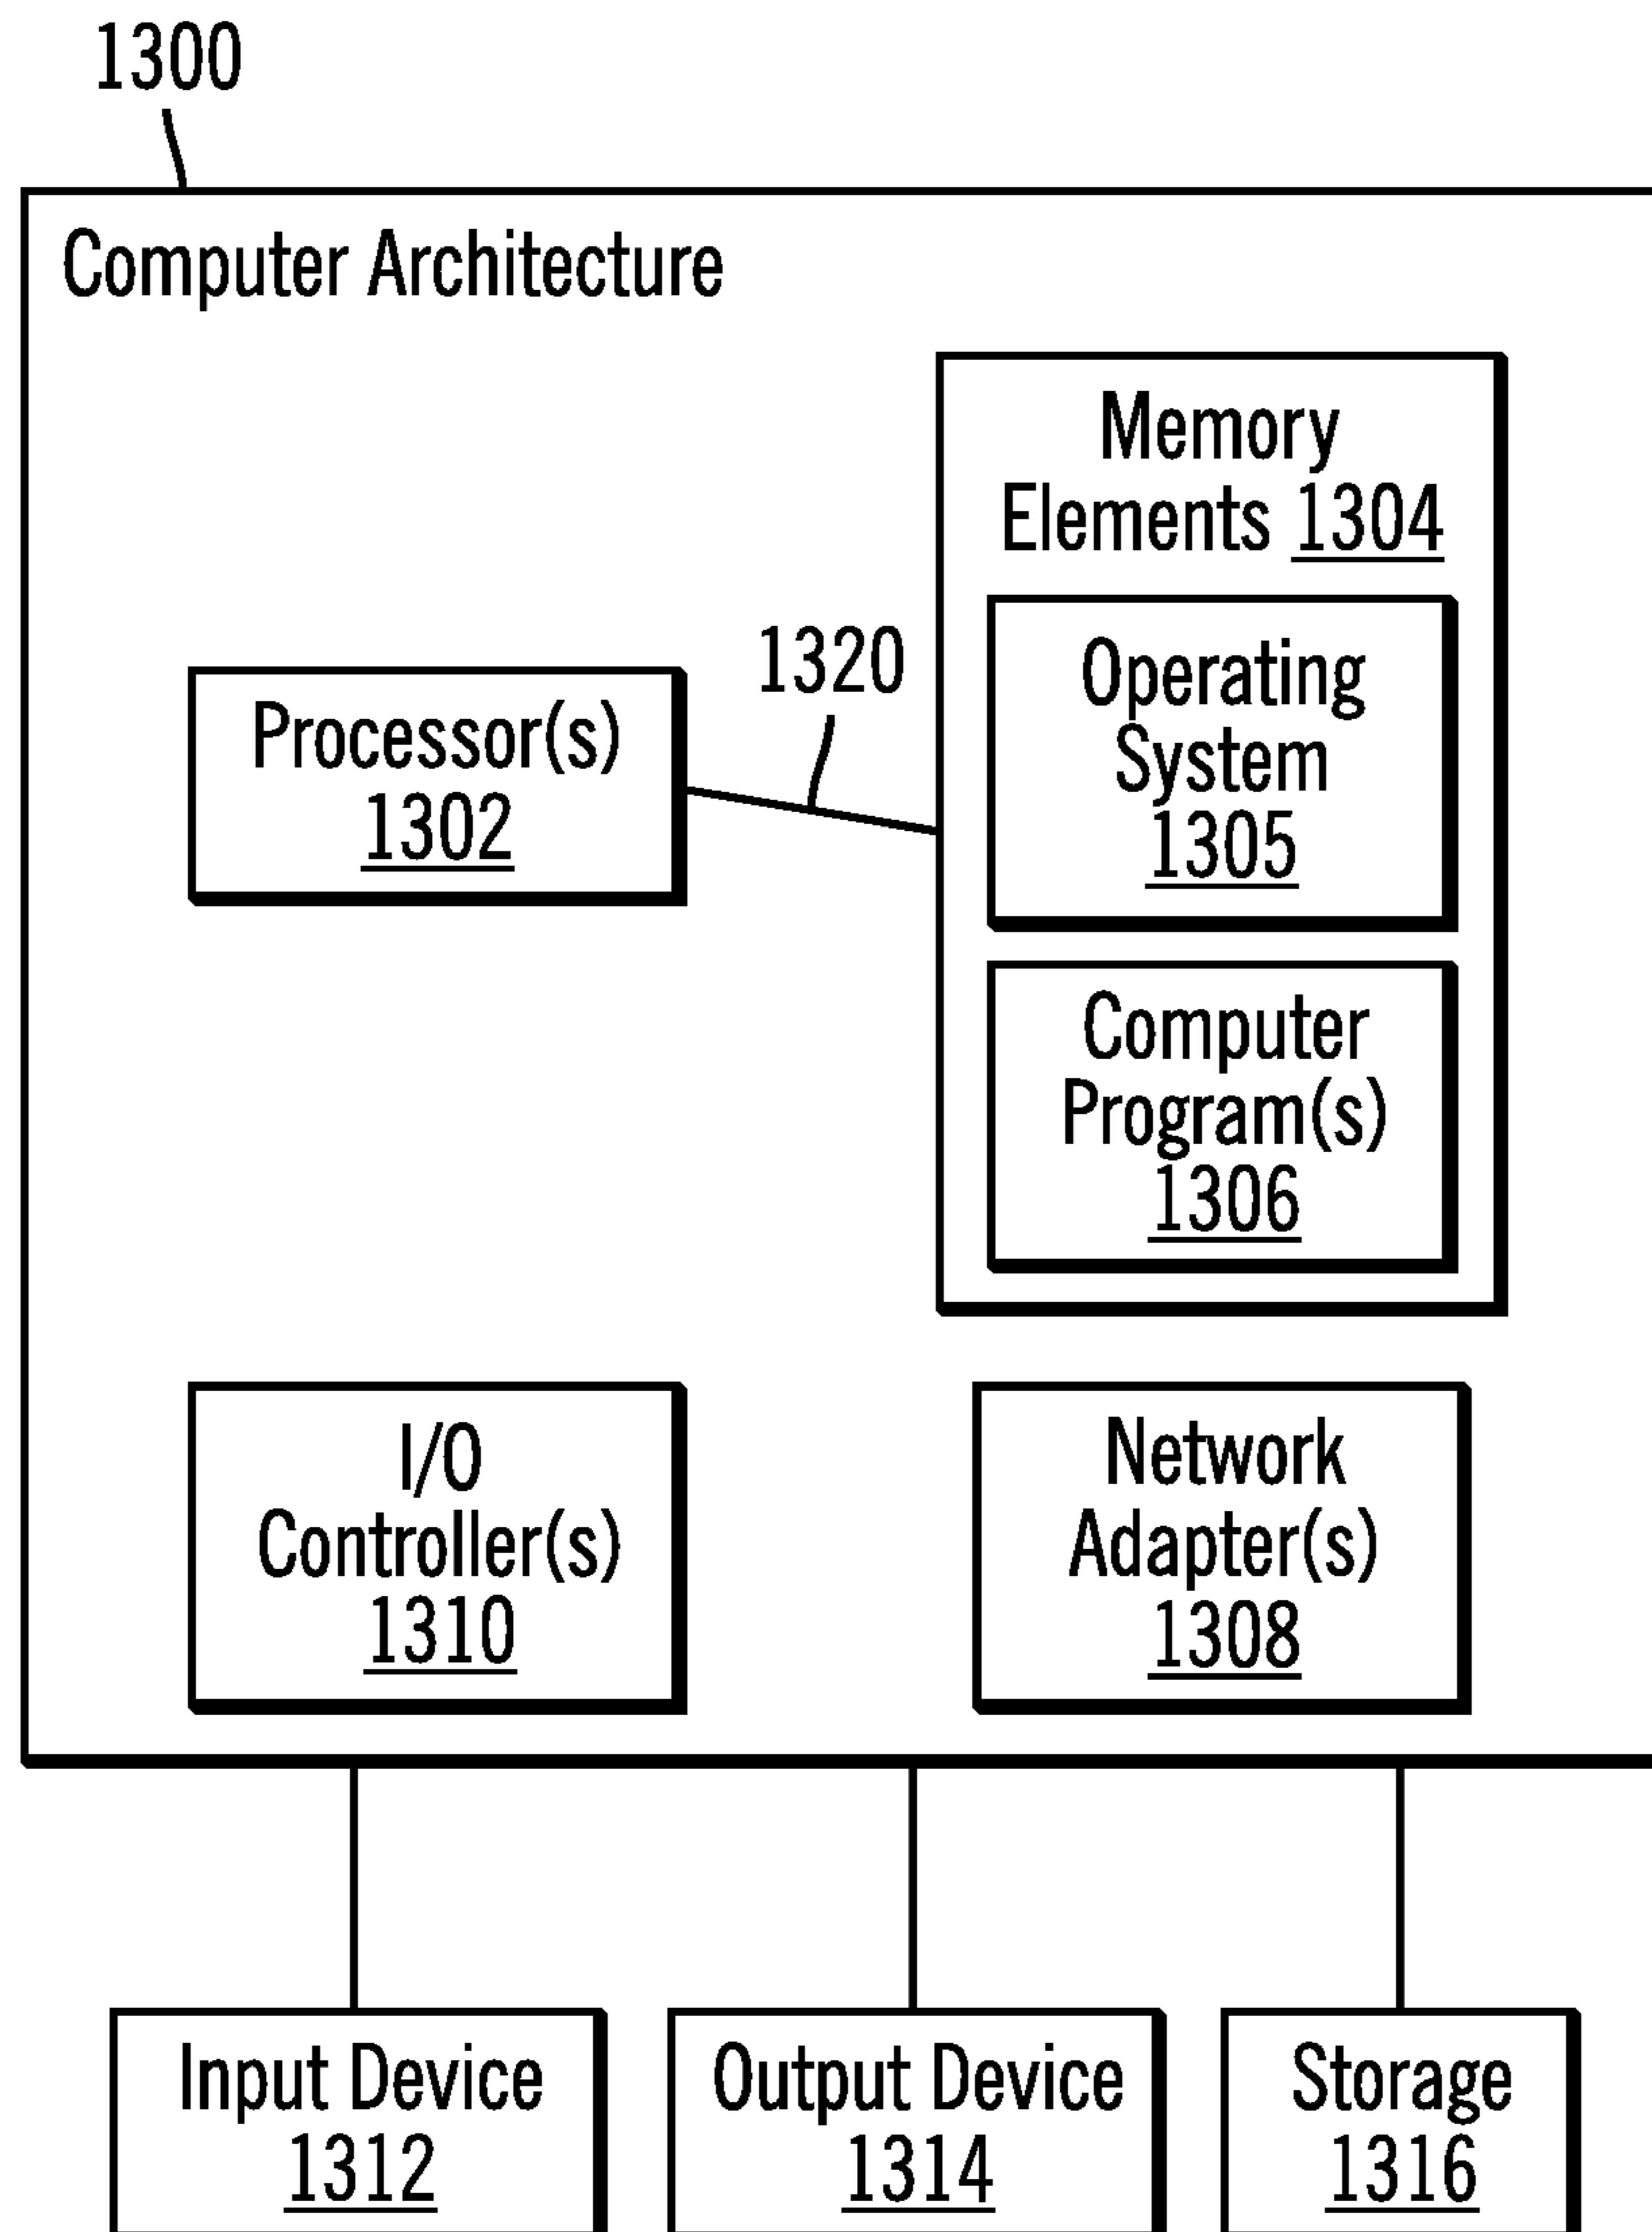 1300
Computer Architecture
Memory
Elements 1304
Operating
System
1305
1320
Processor(s)
1302
Computer
Program(s)
1306
I/O
Controller(s)
1310
Network
Adapter(s)
1308
Input Device
1312
Output Device
1314
Storage
1316